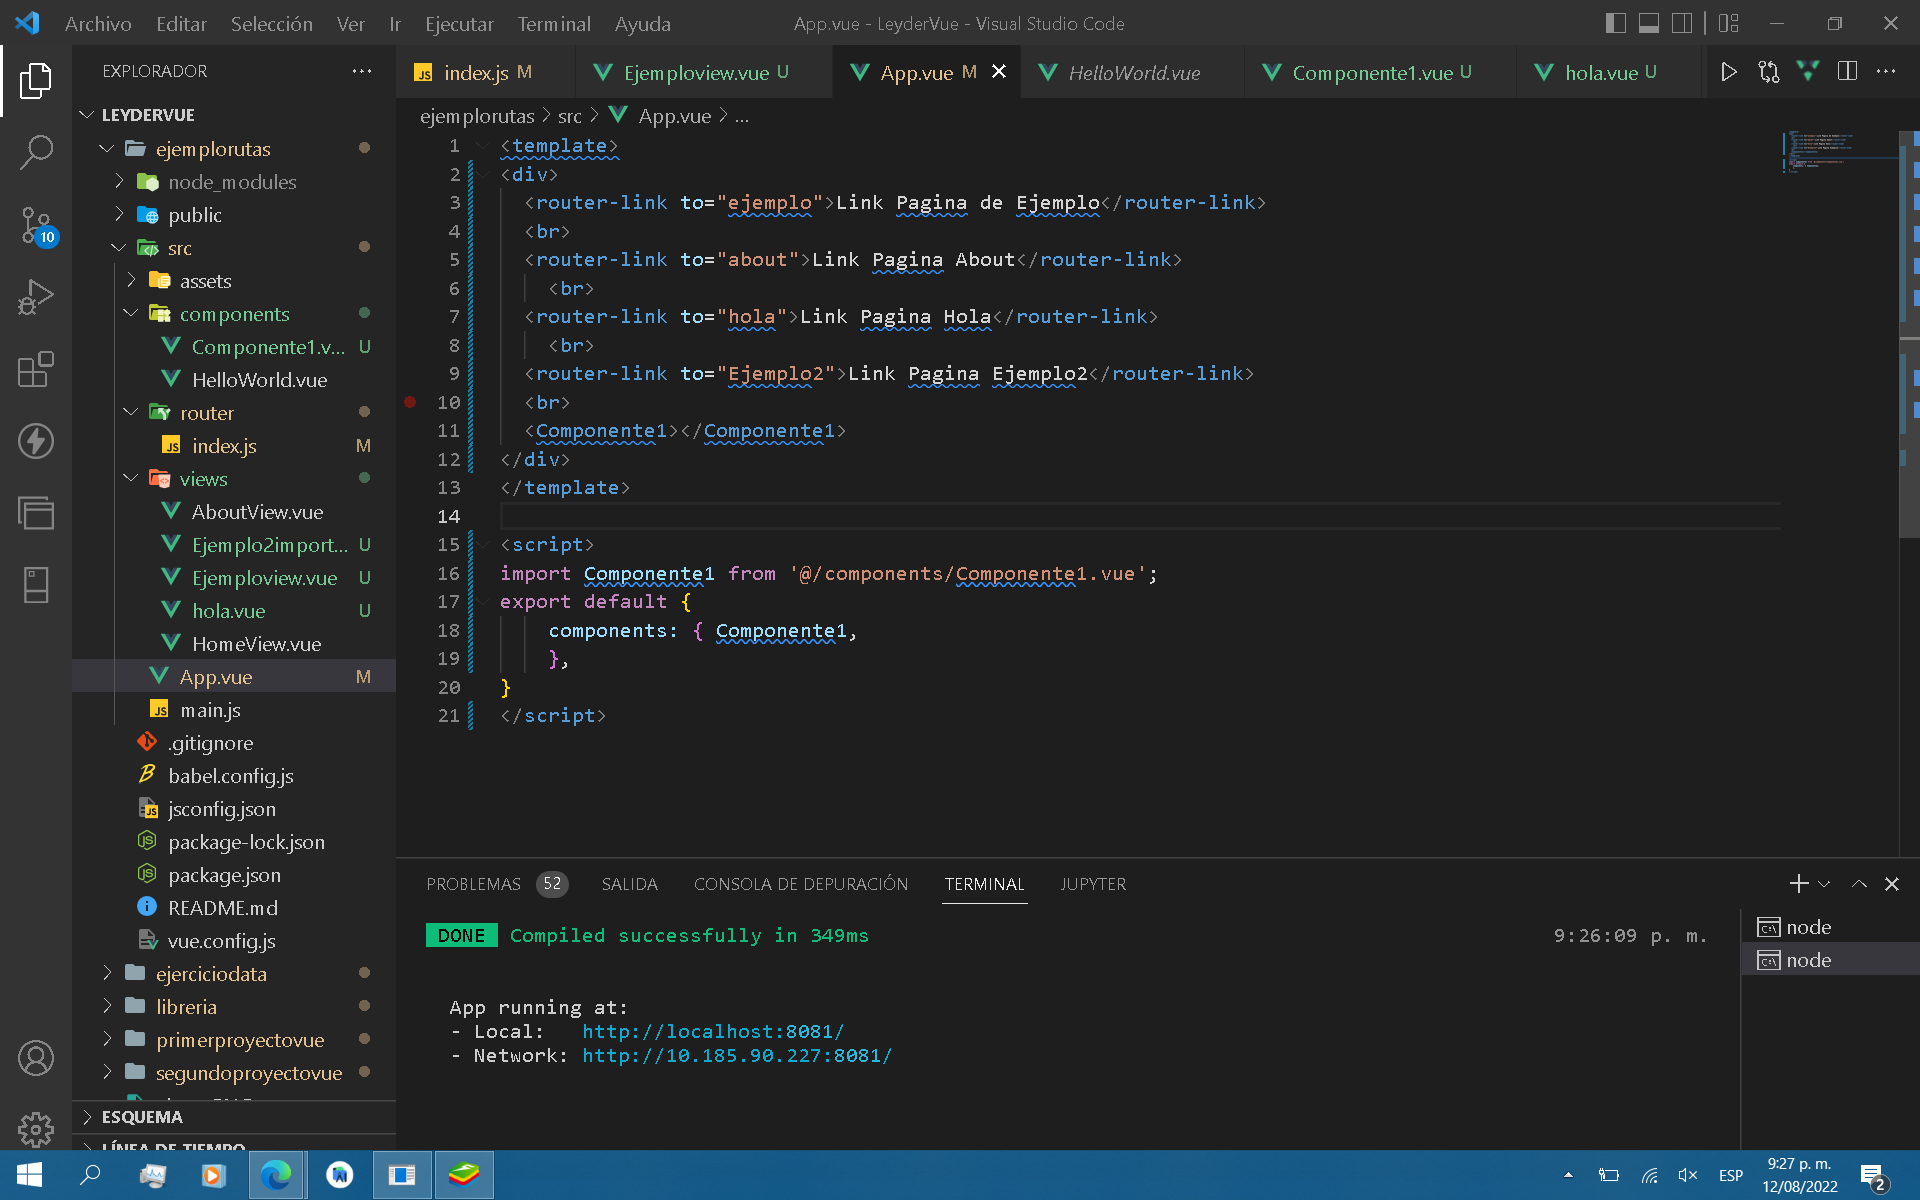 Archivo Editar Selección Ver Ir Ejecutar Terminal Ayuda App.vue - LeyderVue - Visual Studio Code
EXPLORADOR
LEYDERVUE
ejemplorutas
node_modules
public
src
assets
components
Componente1.v... U
HelloWorld.vue
router
JS index.js M
views
AboutView.vue
Ejemplo2import... U
Ejemploview.vue U
hola.vue U
HomeView.vue
App.vue M
JS main.js
.gitignore
babel.config.js
jsconfig.json
package-lock.json
package.json
README.md
vue.config.js
ejerciciodata
libreria
primerproyectovue
segundoproyectovue
ESQUEMA
LÍNEA DE TIEMPO
10
JS index.js M Ejemploview.vue U App.vue M HelloWorld.vue Componente1.vue U hola.vue U
ejemplorutas > src > App.vue > ...
1 <template>
2 <div>
3 <router-link to="ejemplo">Link Pagina de Ejemplo</router-link>
4 <br>
5 <router-link to="about">Link Pagina About</router-link>
6 <br>
7 <router-link to="hola">Link Pagina Hola</router-link>
8 <br>
9 <router-link to="Ejemplo2">Link Pagina Ejemplo2</router-link>
10 <br>
11 <Componente1></Componente1>
12 </div>
13 </template>
14
15 <script>
16 import Componente1 from '@/components/Componente1.vue';
17 export default {
18 components: { Componente1,
19 },
20 }
21 </script>
PROBLEMAS 52 SALIDA CONSOLA DE DEPURACIÓN TERMINAL JUPYTER
DONE Compiled successfully in 349ms 9:26:09 p. m.
App running at:
- Local: http://localhost:8081/
- Network: http://10.185.90.227:8081/
node
node
ESP
9:27 p. m.
12/08/2022
2